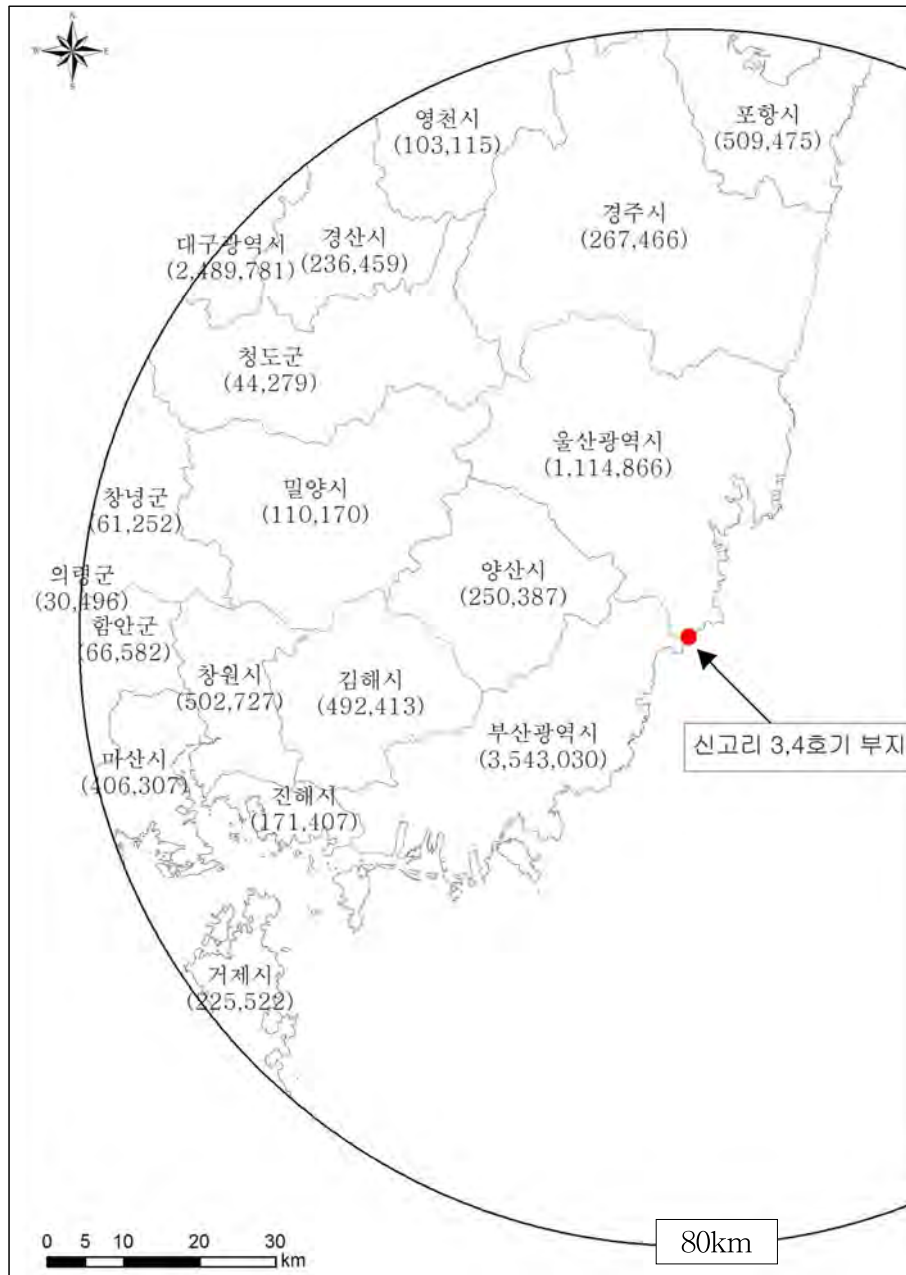 N
W
E
S
영천시
(103,115)
포항시
(509,475)
경주시
(267,466)
대구광역시
(2,489,781)
경산시
(236,459)
청도군
(44,279)
울산광역시
(1,114,866)
밀양시
(110,170)
창녕군
(61,252)
양산시
(250,387)
의령군
(30,496)
함안군
(66,582)
창원시
(502,727)
김해시
(492,413)
부산광역시
(3,543,030)
신고리 3,4호기 부지
마산시
(406,307)
진해시
(171,407)
거제시
(225,522)
80km
0 5 10 20 30
km